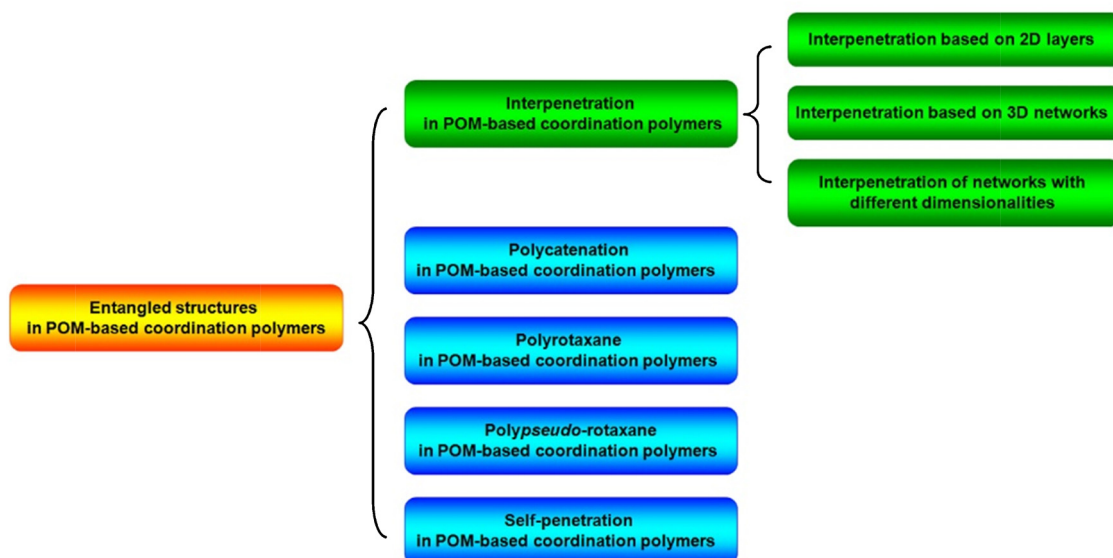 Interpenetration based on 2D layers
Interpenetration
in POM-based coordination polymers
Interpenetration based on 3D networks
Interpenetration of networks with
different dimensionalities
Polycatenation
in POM-based coordination polymers
Entangled structures
in POM-based coordination polymers
Polyrotaxane
in POM-based coordination polymers
Polypseudo-rotaxane
in POM-based coordination polymers
Self-penetration
in POM-based coordination polymers